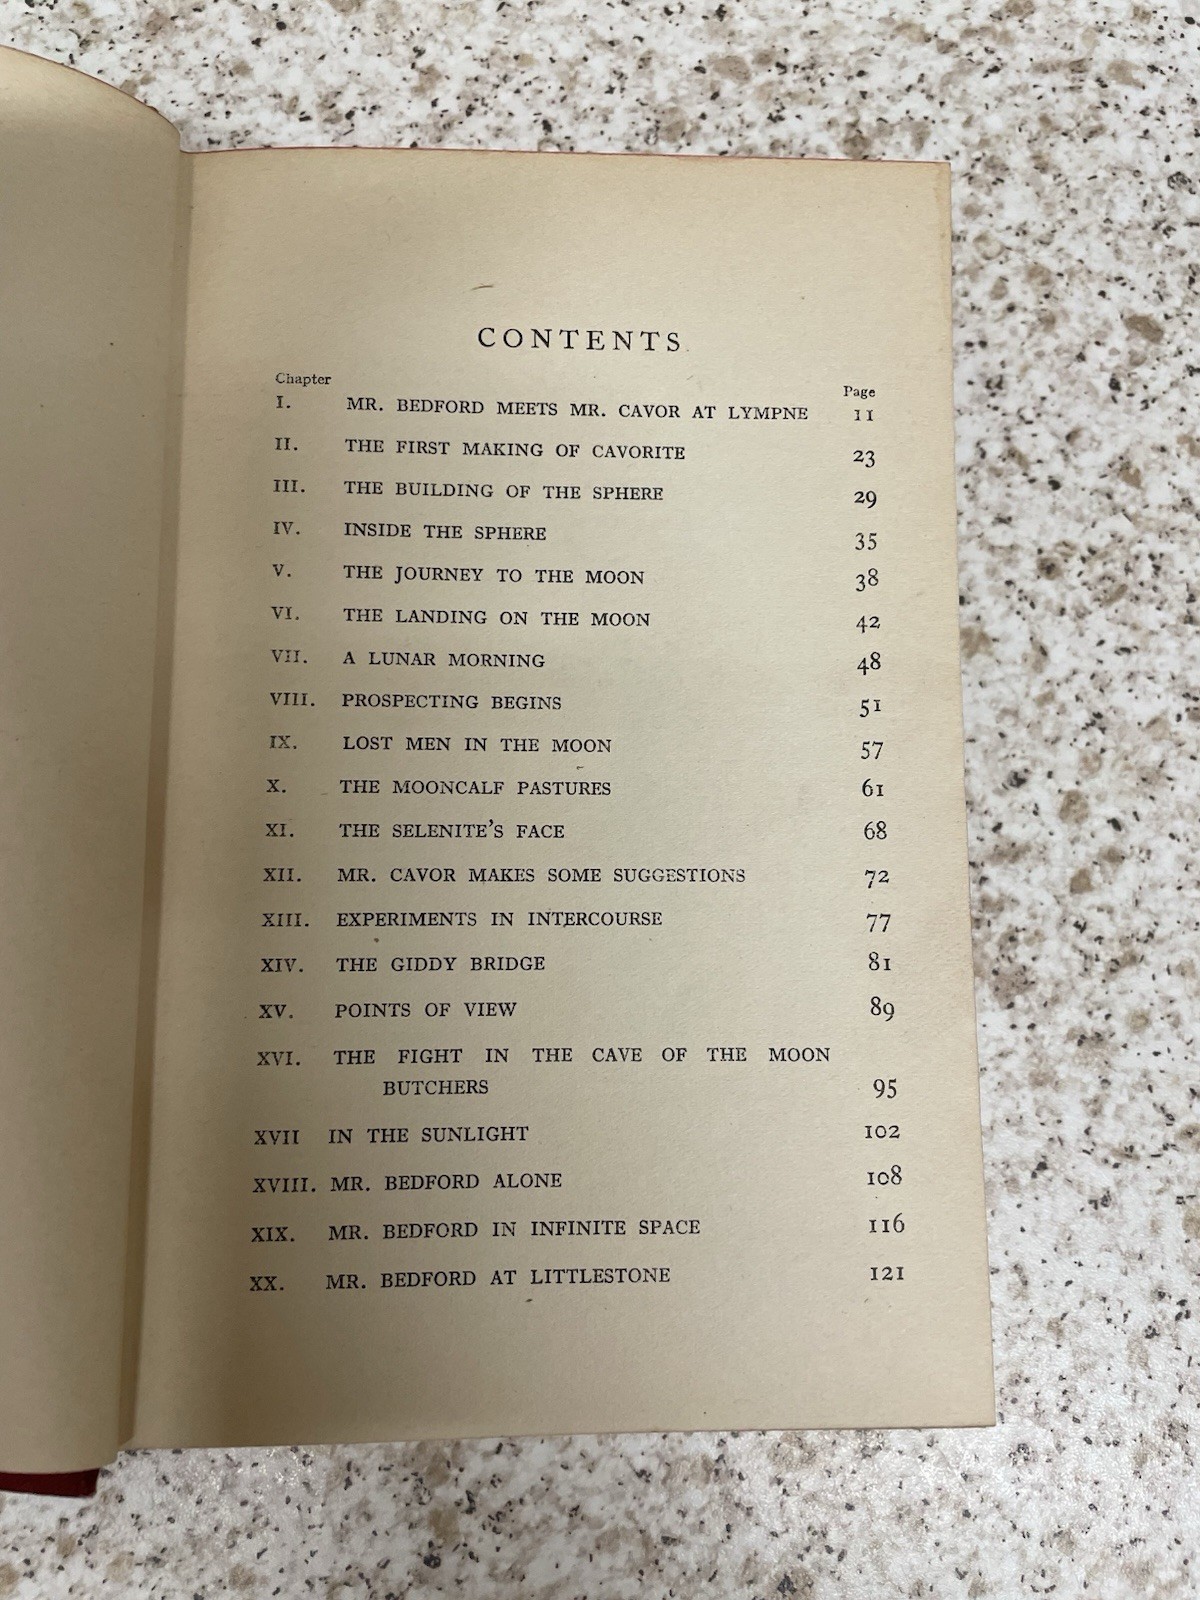 CONTENTS
Chapter Page
I. MR. BEDFORD MEETS MR. CAVOR AT LYMPNE 11
II. THE FIRST MAKING OF CAVORITE 23
III. THE BUILDING OF THE SPHERE 29
IV. INSIDE THE SPHERE 35
V. THE JOURNEY TO THE MOON 38
VI. THE LANDING ON THE MOON 42
VII. A LUNAR MORNING 48
VIII. PROSPECTING BEGINS 51
IX. LOST MEN IN THE MOON 57
X. THE MOONCALF PASTURES 61
XI. THE SELENITE'S FACE 68
XII. MR. CAVOR MAKES SOME SUGGESTIONS 72
XIII. EXPERIMENTS IN INTERCOURSE 77
XIV. THE GIDDY BRIDGE 81
XV. POINTS OF VIEW 89
XVI. THE FIGHT IN THE CAVE OF THE MOON
BUTCHERS 95
XVII IN THE SUNLIGHT 102
XVIII. MR. BEDFORD ALONE 108
XIX. MR. BEDFORD IN INFINITE SPACE 116
XX. MR. BEDFORD AT LITTLESTONE 121